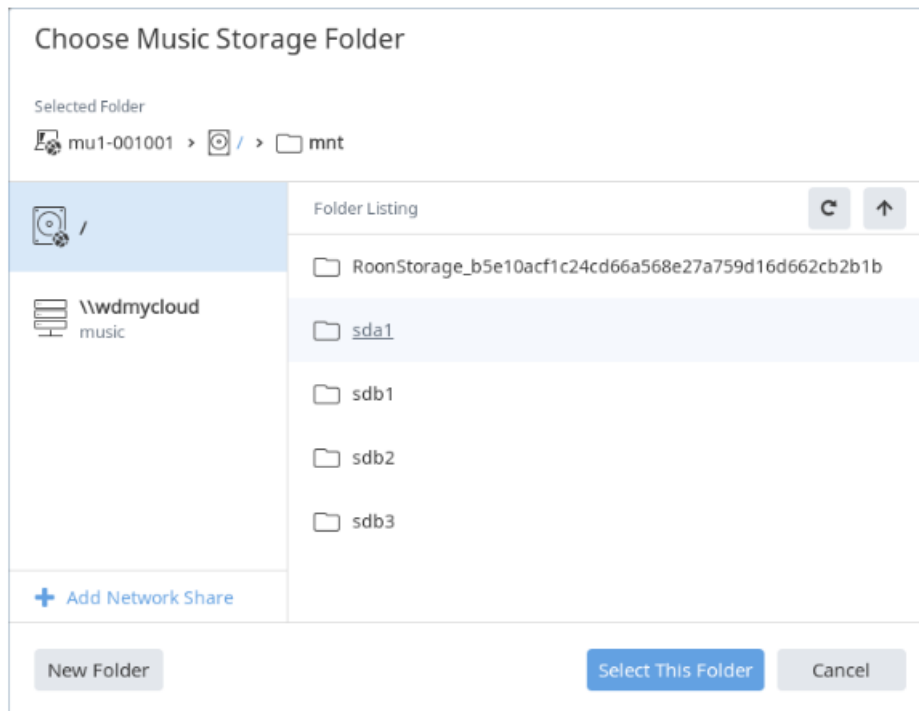 Choose Music Storage Folder
Selected Folder
mu1-001001 > / > mnt
/
\\wdmycloud
music
Add Network Share
Folder Listing
RoonStorage_b5e10acf1c24cd66a568e27a759d16d662cb2b1b
sda1
sdb1
sdb2
sdb3
New Folder
Select This Folder
Cancel